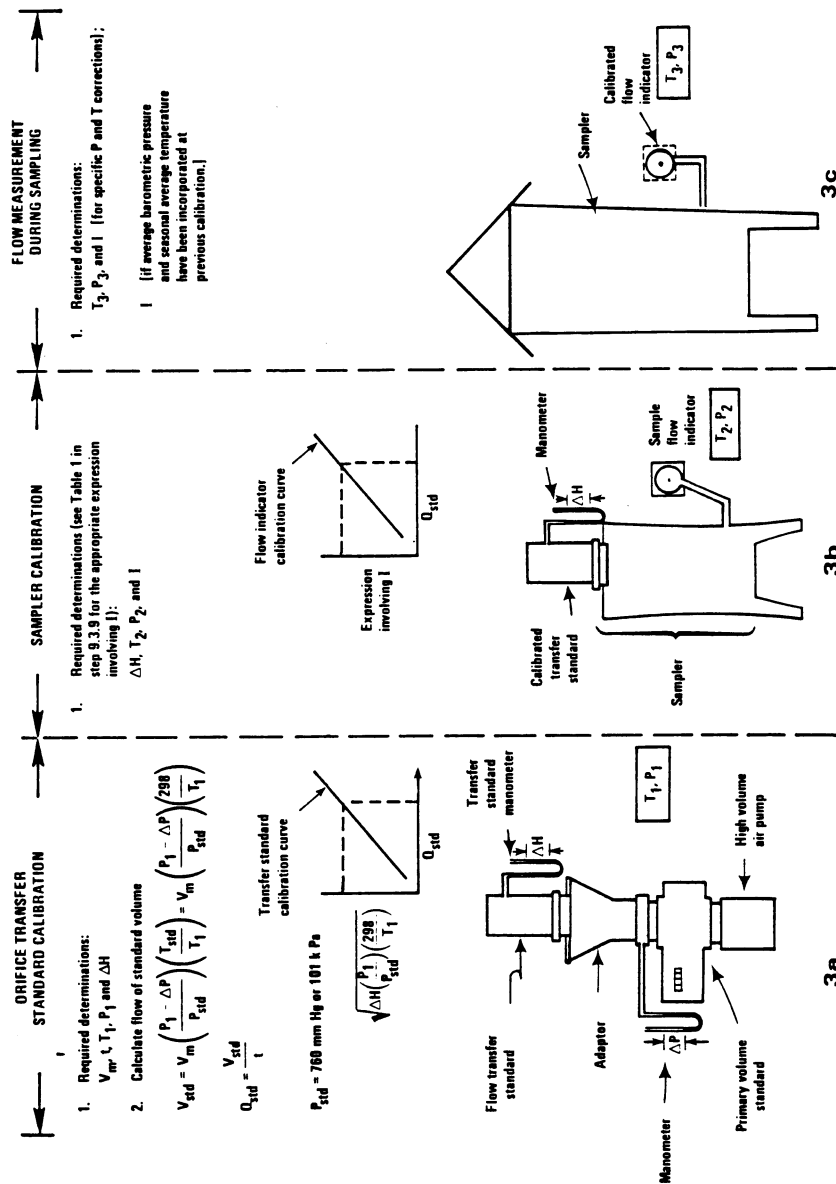 ORIFICE TRANSFER
STANDARD CALIBRATION
1. Required determinations:
Vm, t, T1, P1 and ΔH
2. Calculate flow of standard volume
Vstd = Vm((P1 - ΔP)/Pstd)(Tstd/T1) = Vm((P1 - ΔP)/Pstd)(298/T1)
Qstd = Vstd/t
Pstd = 760 mm Hg or 101 k Pa
Transfer standard
calibration curve
√ΔH(P1/Pstd)(298/T1)
Qstd
Flow transfer
standard
Transfer
standard
manometer
ΔH
Adaptor
T1, P1
Manometer
ΔP
Primary volume
standard
High volume
air pump
3a
SAMPLER CALIBRATION
1. Required determinations (see Table 1 in
step 9.3.9 for the appropriate expression
involving I):
ΔH, T2, P2, and I
Flow indicator
calibration curve
Expression
involving I
Qstd
Calibrated
transfer
standard
Manometer
ΔH
Sampler
Sample
flow
indicator
T2, P2
3b
FLOW MEASUREMENT
DURING SAMPLING
1. Required determinations:
T3, P3, and I [for specific P and T corrections];
I [if average barometric pressure
and seasonal average temperature
have been incorporated at
previous calibration.]
Sampler
Calibrated
flow
indicator
T3, P3
3c